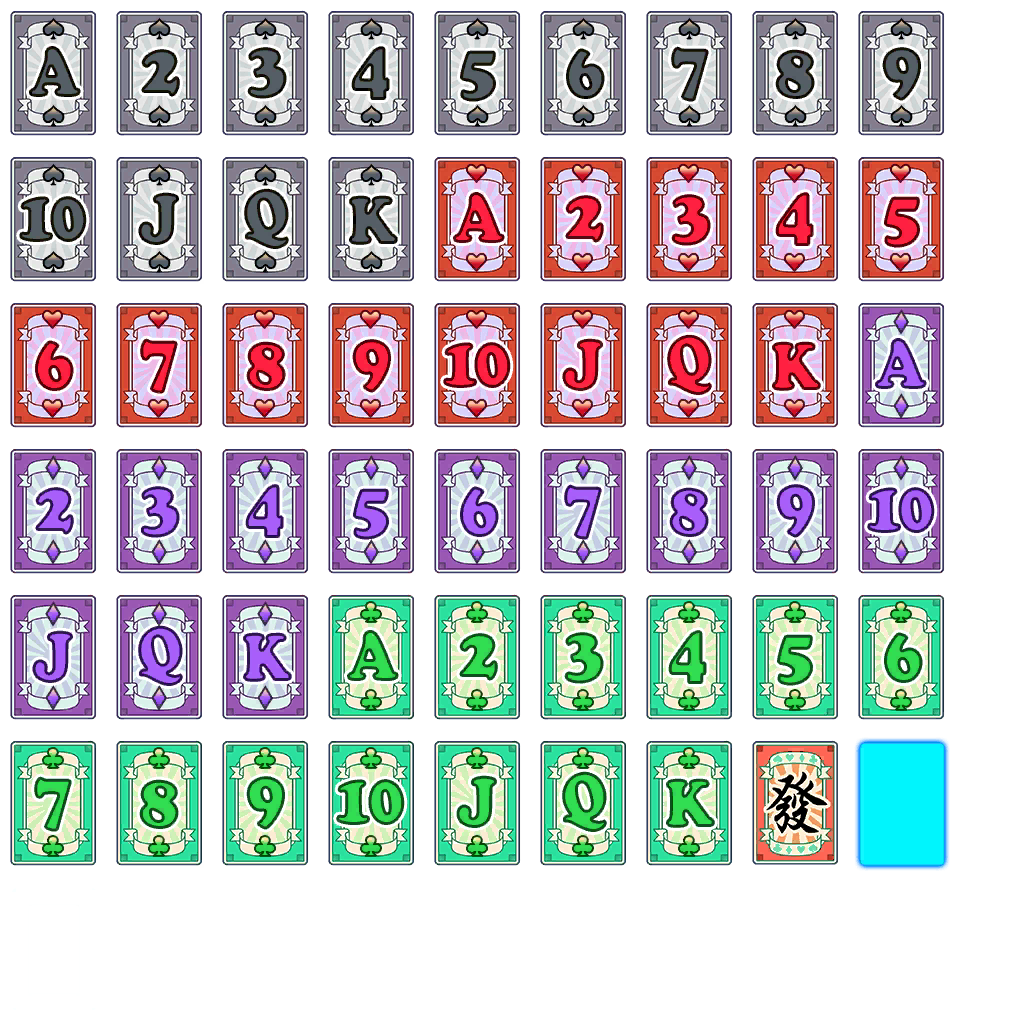 A 2 3 4 5 6 7 8 9
10 J Q K A 2 3 4 5
6 7 8 9 10 J Q K A
2 3 4 5 6 7 8 9 10
J Q K A 2 3 4 5 6
7 8 9 10 J Q K 發